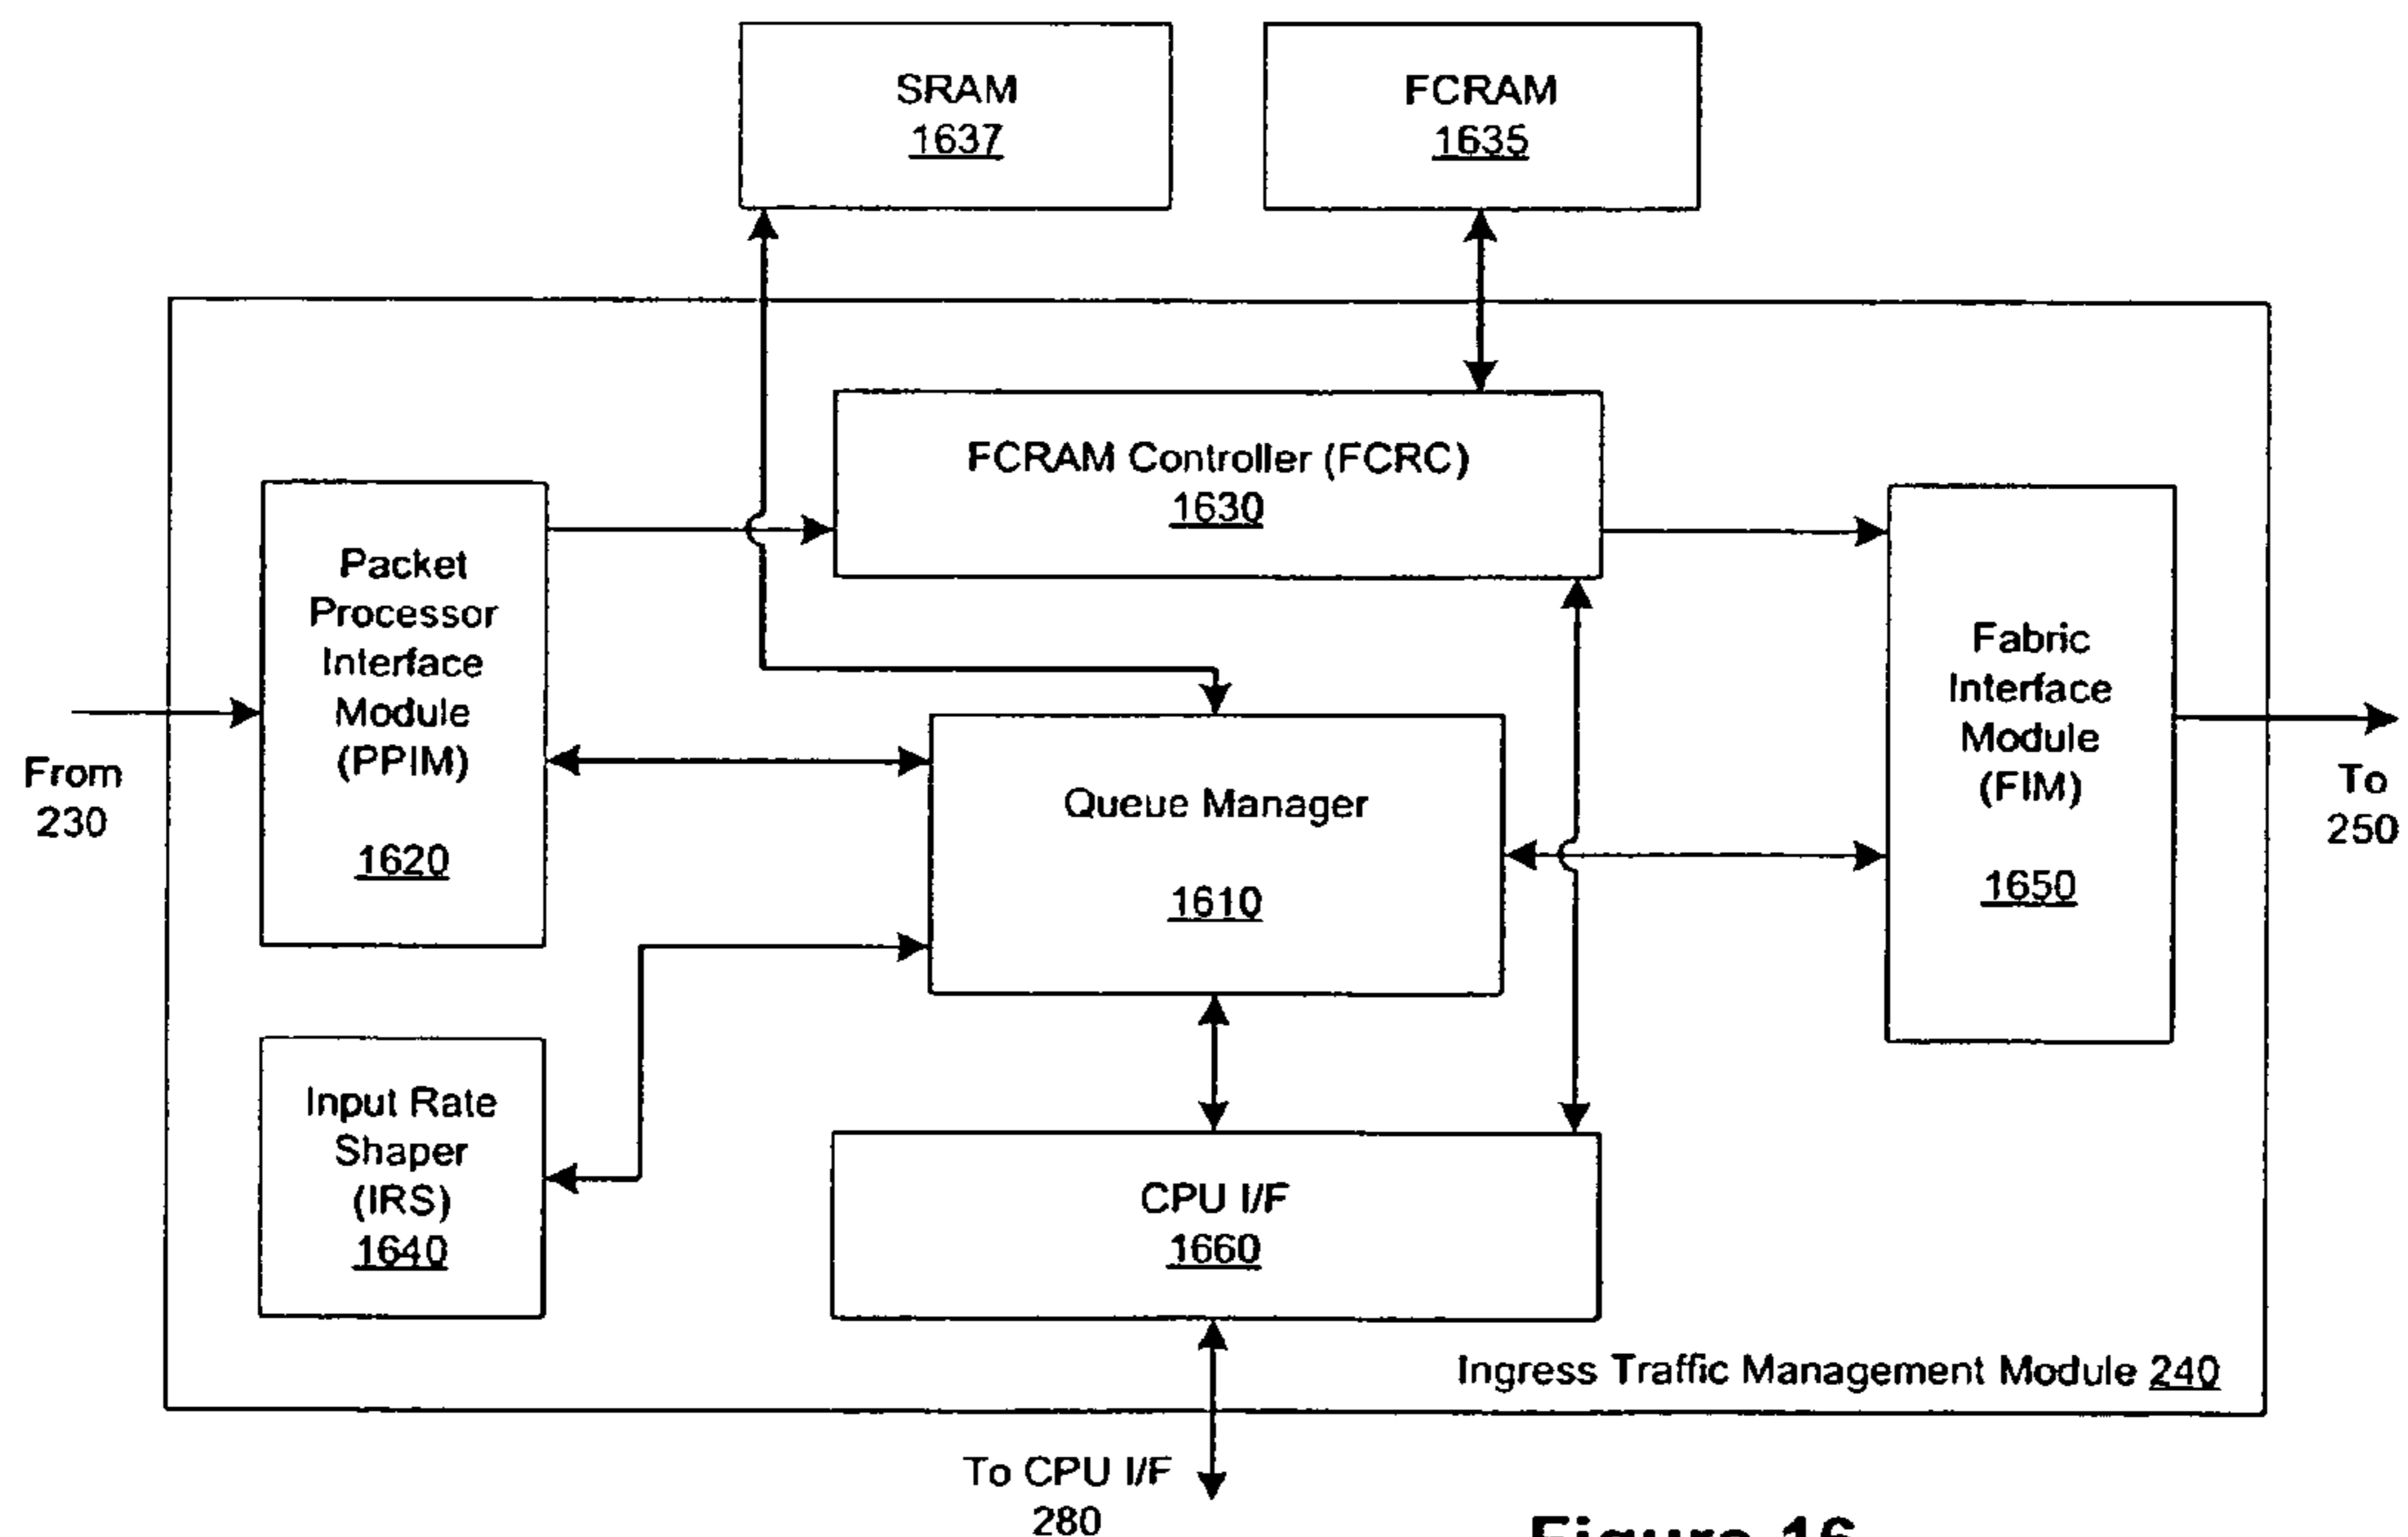 SRAM
1637
FCRAM
1635
FCRAM Controller (FCRC)
1630
Packet
Processor
Interface
Module
(PPIM)
1620
From
230
Queue Manager
1610
Fabric
Interface
Module
(FIM)
1650
To
250
Input Rate
Shaper
(IRS)
1640
CPU I/F
1660
Ingress Traffic Management Module 240
To CPU I/F
280
Figure 16